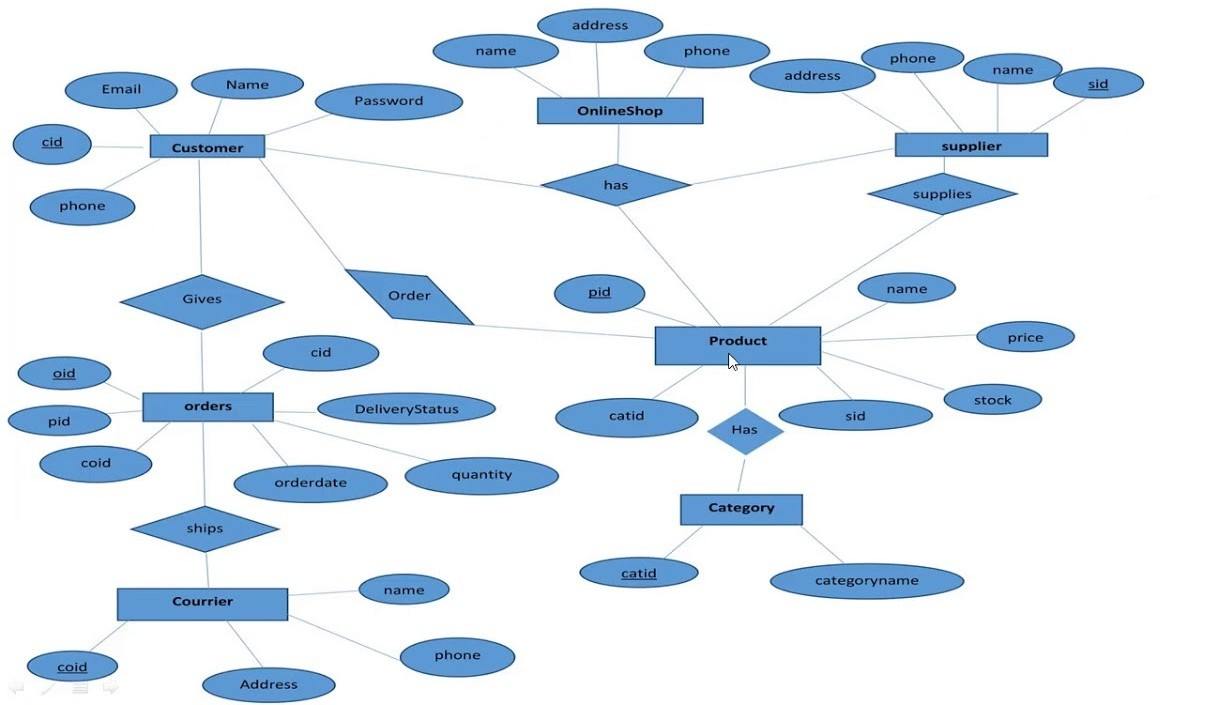 address
name
phone
OnlineShop
address
phone
name
sid
supplier
supplies
Email
Name
Password
cid
Customer
phone
has
Gives
Order
pid
name
Product
price
catid
sid
stock
Has
Category
catid
categoryname
oid
cid
orders
DeliveryStatus
pid
coid
orderdate
quantity
ships
Courrier
name
phone
coid
Address